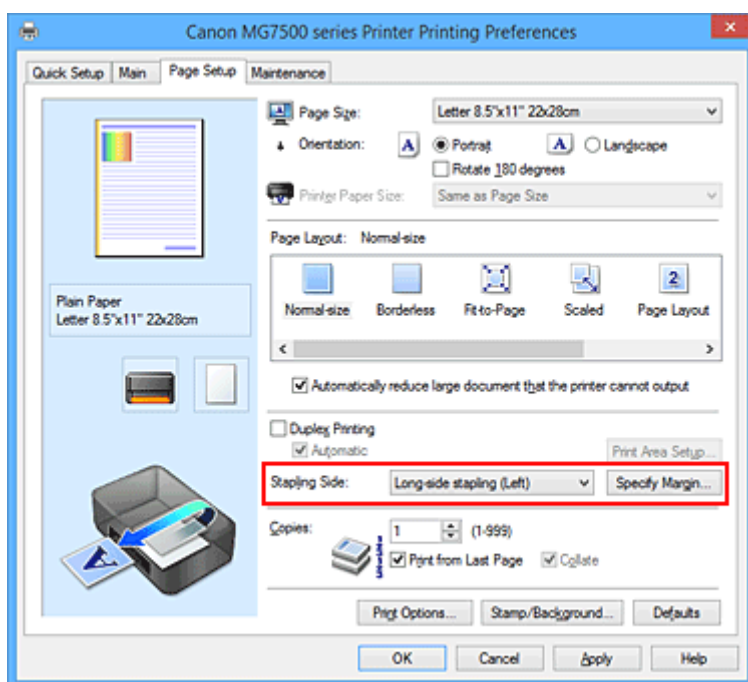 Canon MG7500 series Printer Printing Preferences
Quick Setup Main Page Setup Maintenance
Page Size: Letter 8.5"x11" 22x28cm
Orientation: A Portrait A Landscape
Rotate 180 degrees
Printer Paper Size: Same as Page Size
Page Layout: Normal-size
2
Normal-size Borderless Fit-to-Page Scaled Page Layout
Plain Paper
Letter 8.5"x11" 22x28cm
Automatically reduce large document that the printer cannot output
Duplex Printing
Automatic Print Area Setup...
Stapling Side: Long-side stapling (Left) Specify Margin...
Copies: 1 (1-999)
Print from Last Page Collate
Print Options... Stamp/Background... Defaults
OK Cancel Apply Help